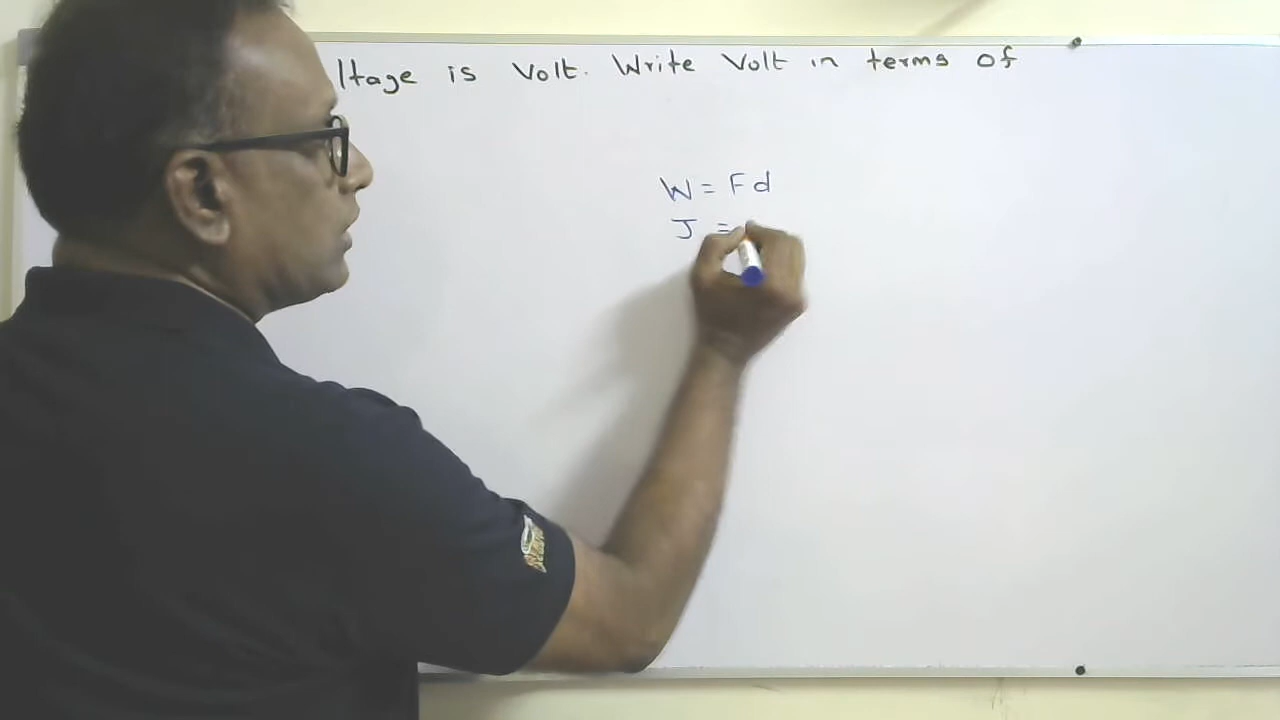 ltage is Volt. Write Volt in terms of
W = Fd
J =